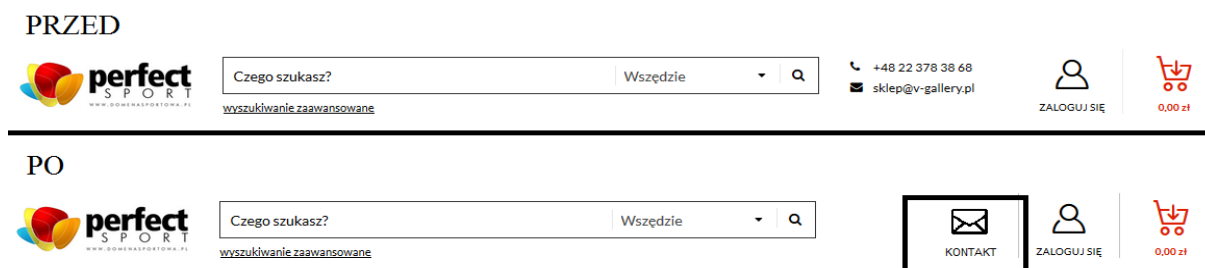 PRZED
perfect
SPORT
WWW.DOMENASPORTOWA.PL
Czego szukasz?
Wszędzie
wyszukiwanie zaawansowane
+48 22 378 38 68
sklep@v-gallery.pl
ZALOGUJ SIĘ
0,00 zł
PO
perfect
SPORT
WWW.DOMENASPORTOWA.PL
Czego szukasz?
Wszędzie
wyszukiwanie zaawansowane
KONTAKT
ZALOGUJ SIĘ
0,00 zł